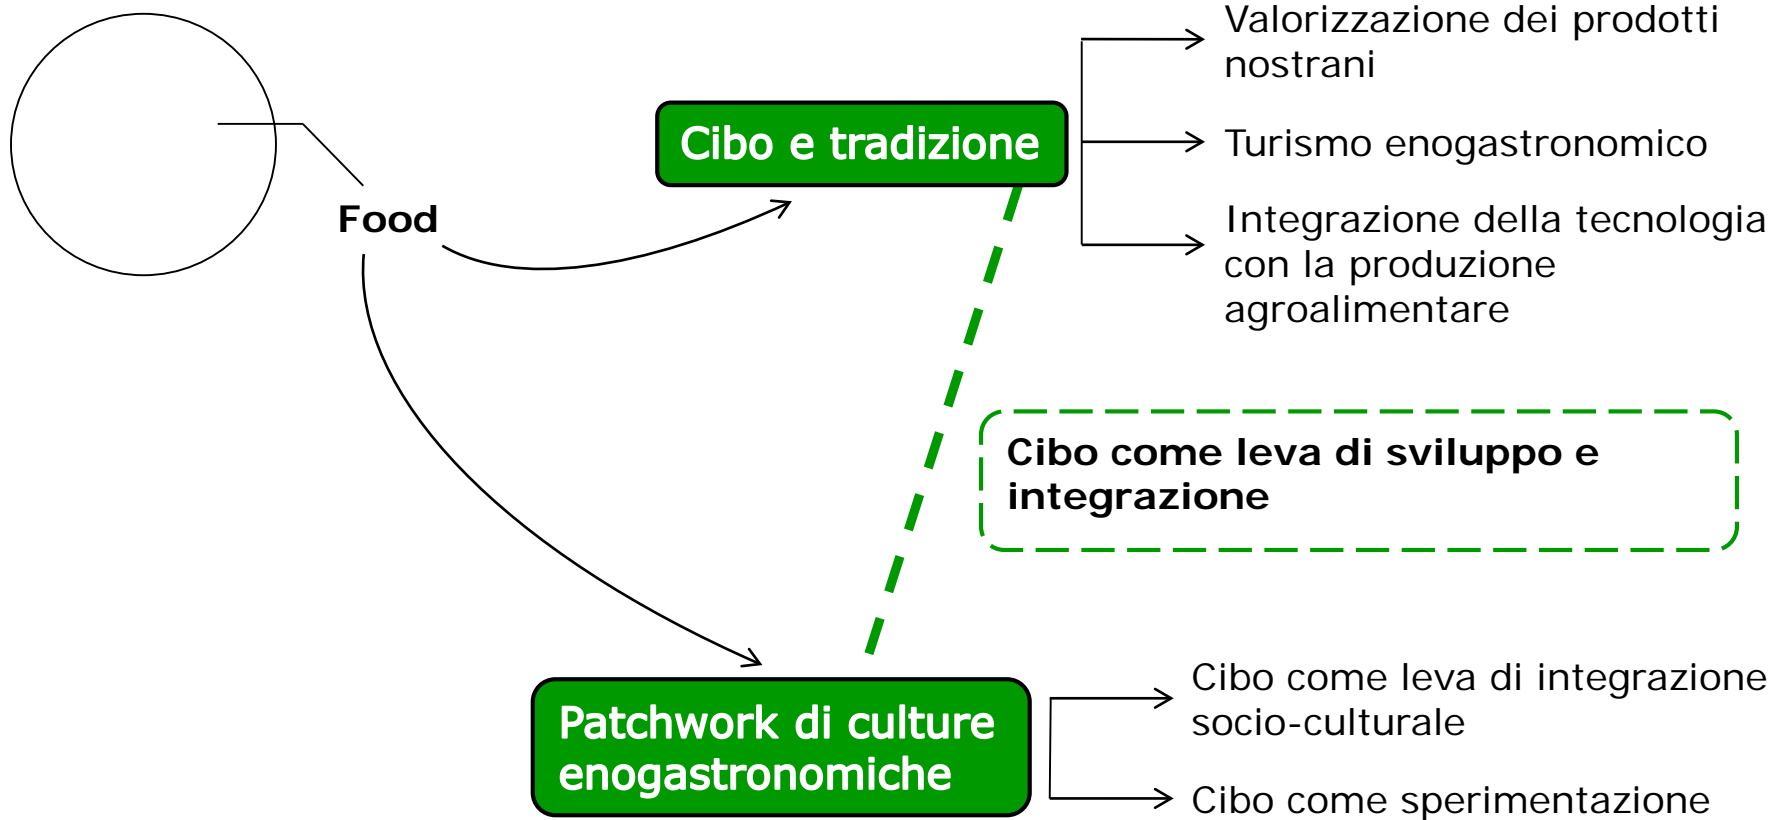 Valorizzazione dei prodotti
nostrani
Cibo e tradizione
Turismo enogastronomico
Food
Integrazione della tecnologia
con la produzione
agroalimentare
Cibo come leva di sviluppo e
integrazione
Patchwork di culture
enogastronomiche
Cibo come leva di integrazione
socio-culturale
Cibo come sperimentazione